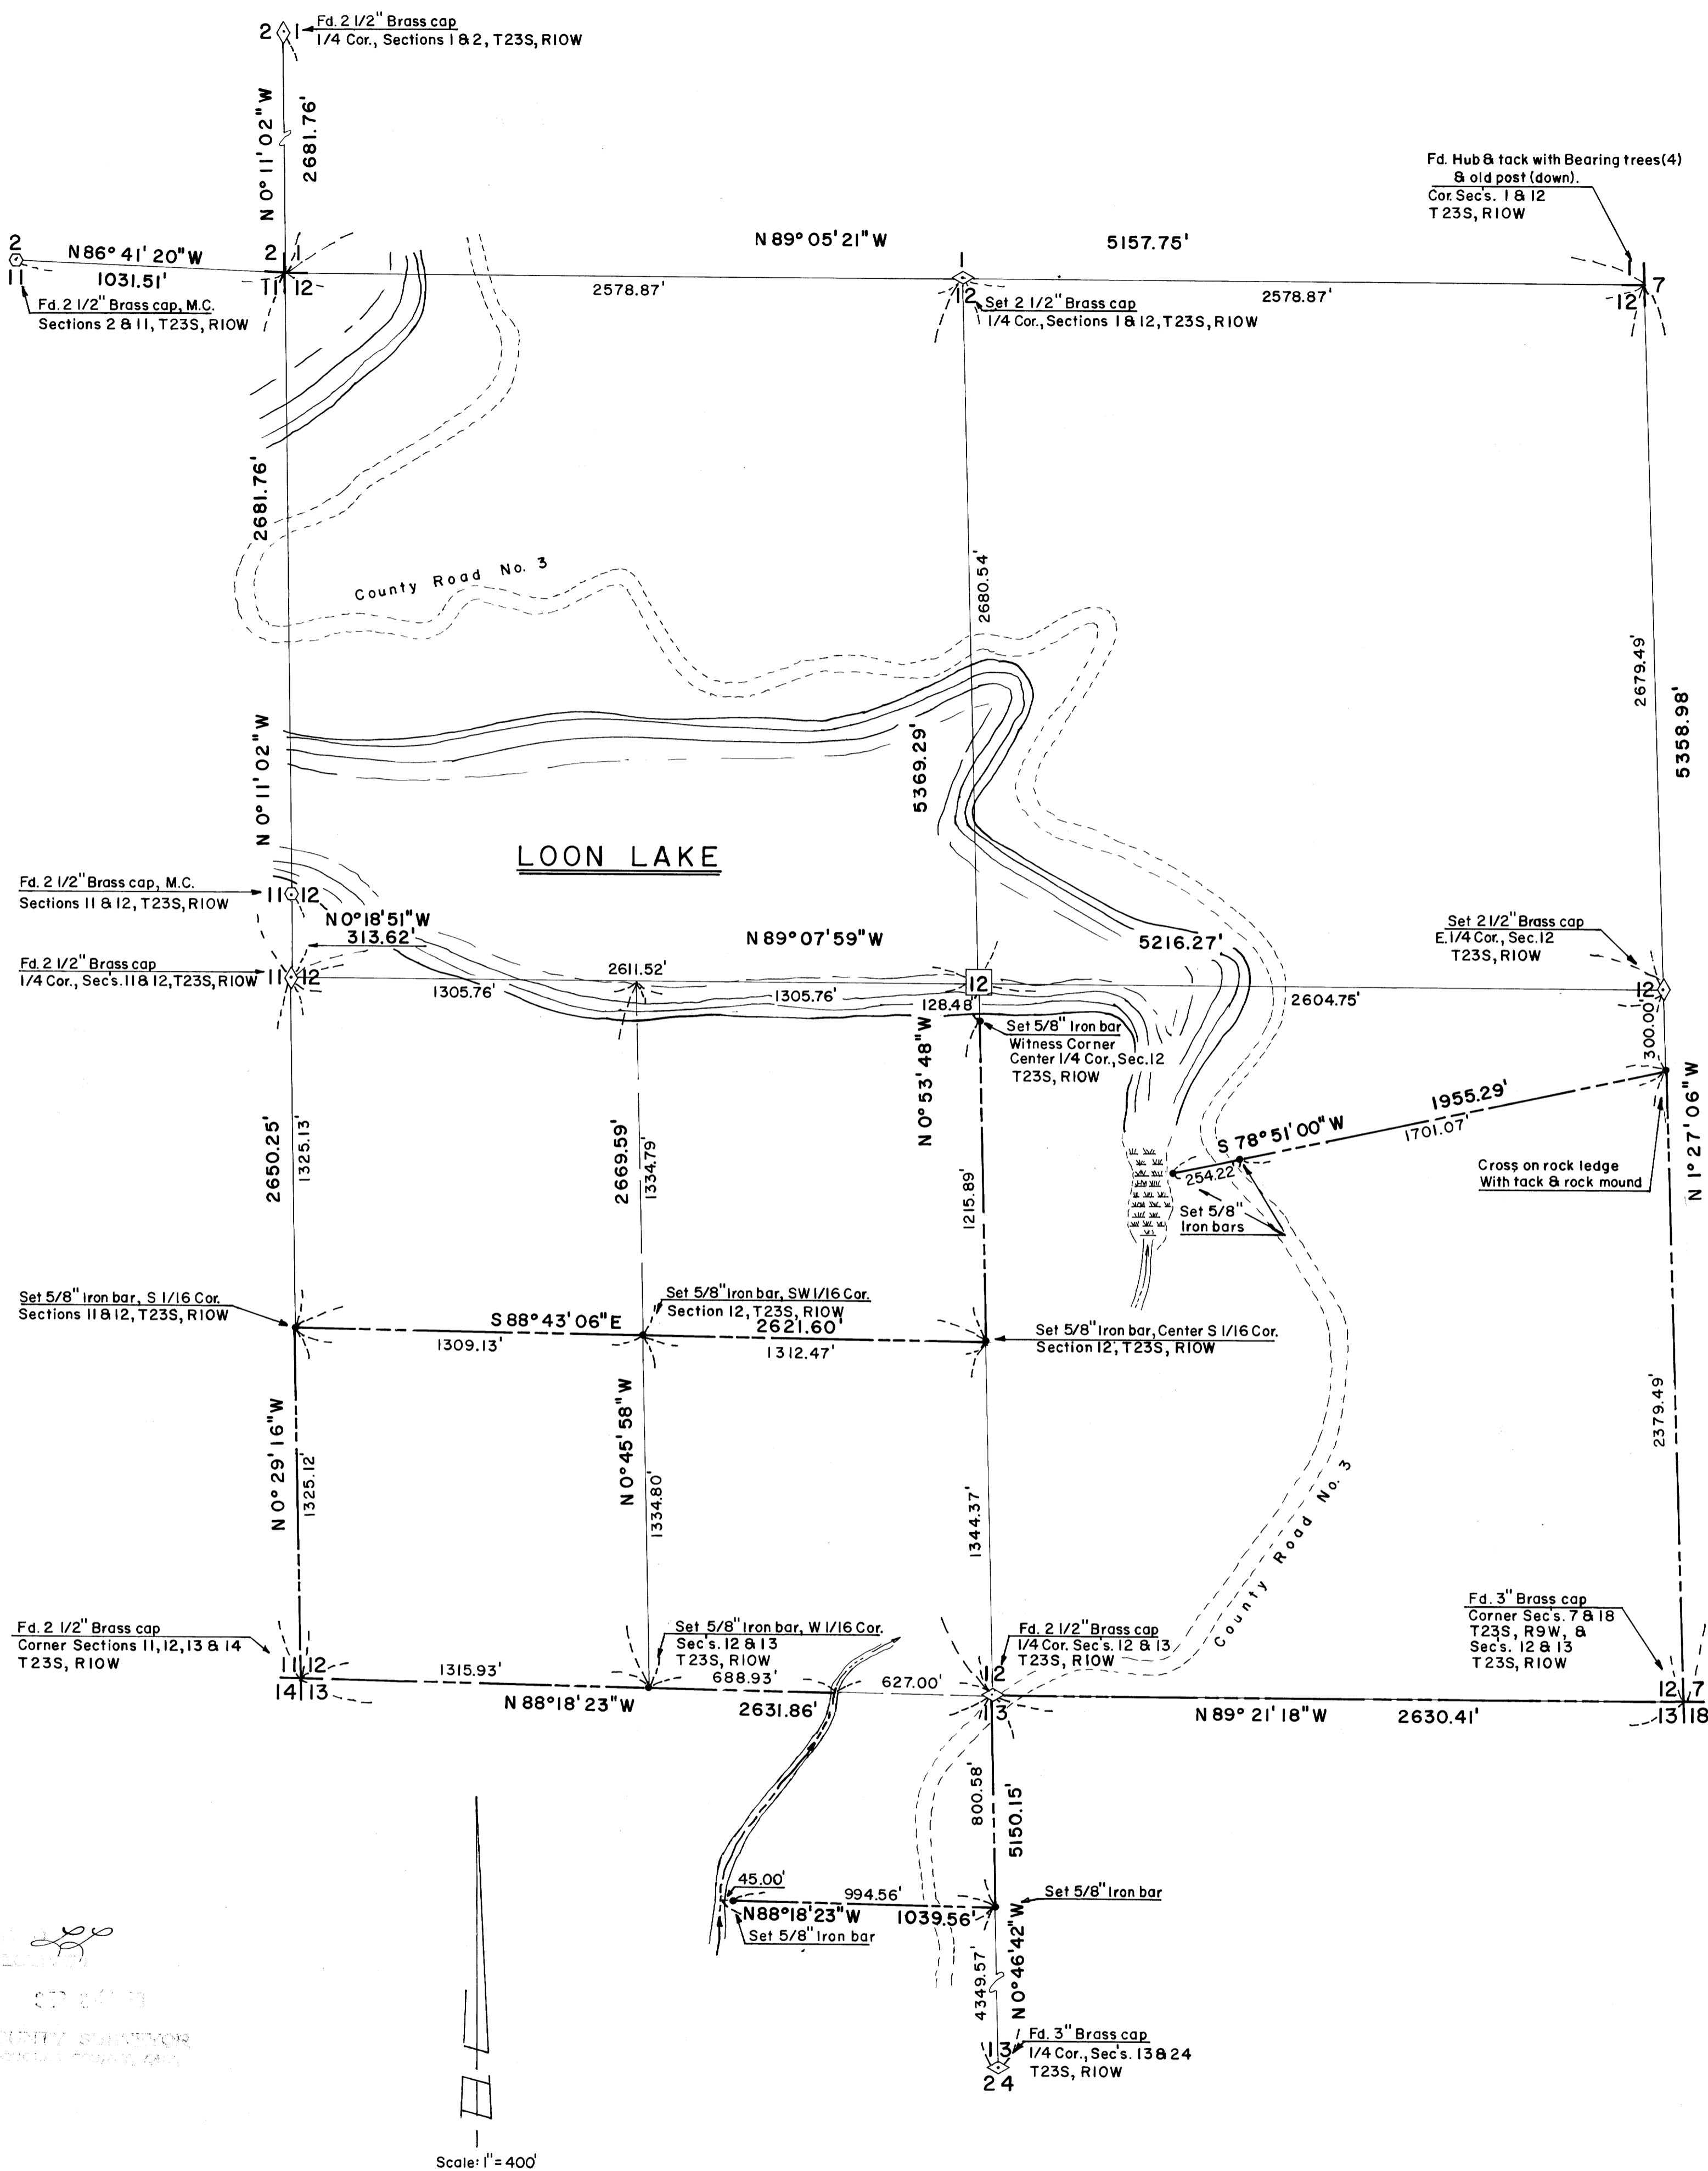 2 1
Fd. 2 1/2" Brass cap
1/4 Cor., Sections 1 & 2, T23S, R10W
N 0° 11' 02" W
2681.76'
Fd. Hub & tack with Bearing trees(4)
& old post (down).
Cor. Sec's. 1 & 12
T 23S, R10W
2
11
N 86° 41' 20" W
1031.51'
Fd. 2 1/2" Brass cap, M.C.
Sections 2 & 11, T23S, R10W
2 1
11 12
N 89° 05' 21" W
5157.75'
2578.87'
1
12
2578.87'
Set 2 1/2" Brass cap
1/4 Cor., Sections 1 & 12, T23S, R10W
1
12 7
2681.76'
County Road No. 3
2680.54'
2679.49'
5358.98'
N 0° 11' 02" W
5369.29'
LOON LAKE
Fd. 2 1/2" Brass cap, M.C.
Sections 11 & 12, T23S, R10W
11 12
N 0° 18' 51" W
313.62'
N 89° 07' 59" W
5216.27'
Set 2 1/2" Brass cap
E. 1/4 Cor., Sec. 12
T23S, R10W
Fd. 2 1/2" Brass cap
1/4 Cor., Sec's. 11 & 12, T23S, R10W
11 12
2611.52'
1305.76'
1305.76'
12
128.48'
2604.75'
12
300.00'
Set 5/8" Iron bar
Witness Corner
Center 1/4 Cor., Sec. 12
T23S, R10W
N 0° 53' 48" W
N 1° 27' 06" W
2650.25'
1325.13'
2669.59'
1334.79'
1215.89'
1955.29'
S 78° 51' 00" W
1701.07'
254.22'
Set 5/8"
Iron bars
Cross on rock ledge
With tack & rock mound
Set 5/8" Iron bar, S 1/16 Cor.
Sections 11 & 12, T23S, R10W
S 88° 43' 06" E
1309.13'
Set 5/8" Iron bar, SW 1/16 Cor.
Section 12, T23S, R10W
2621.60'
1312.47'
Set 5/8" Iron bar, Center S 1/16 Cor.
Section 12, T23S, R10W
N 0° 29' 16" W
1325.12'
N 0° 45' 58" W
1334.80'
1344.37'
2379.49'
County Road No. 3
Fd. 2 1/2" Brass cap
Corner Sections 11, 12, 13 & 14
T23S, R10W
11 12
14 13
1315.93'
N 88° 18' 23" W
Set 5/8" Iron bar, W 1/16 Cor.
Sec's. 12 & 13
T23S, R10W
688.93'
2631.86'
627.00'
Fd. 2 1/2" Brass cap
1/4 Cor. Sec's. 12 & 13
T23S, R10W
12
13
N 89° 21' 18" W
2630.41'
Fd. 3" Brass cap
Corner Sec's. 7 & 18
T23S, R9W, &
Sec's. 12 & 13
T23S, R10W
12 7
13 18
800.58'
5150.15'
45.00'
994.56'
N88°18'23"W
1039.56'
Set 5/8" Iron bar
Set 5/8" Iron bar
4349.57'
N 0° 46' 42" W
13
24
Fd. 3" Brass cap
1/4 Cor., Sec's. 13 & 24
T23S, R10W
COUNTY SURVEYOR
Scale: 1" = 400'